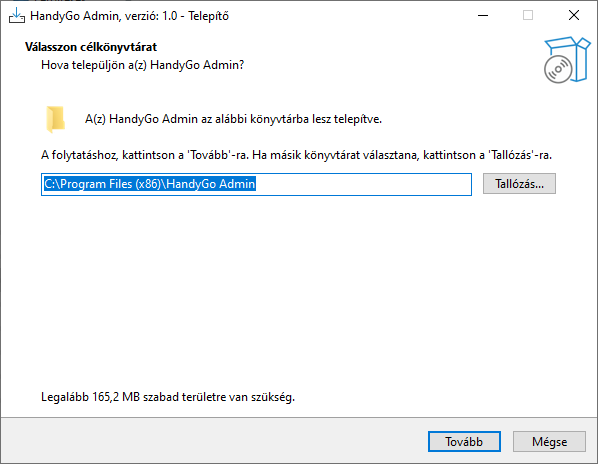 HandyGo Admin, verzió: 1.0 - Telepítő
Válasszon célkönyvtárat
Hova települjön a(z) HandyGo Admin?
A(z) HandyGo Admin az alábbi könyvtárba lesz telepítve.
A folytatáshoz, kattintson a 'Tovább'-ra. Ha másik könyvtárat választana, kattintson a 'Tallózás'-ra.
C:\Program Files (x86)\HandyGo Admin
Tallózás...
Legalább 165,2 MB szabad területre van szükség.
Tovább
Mégse